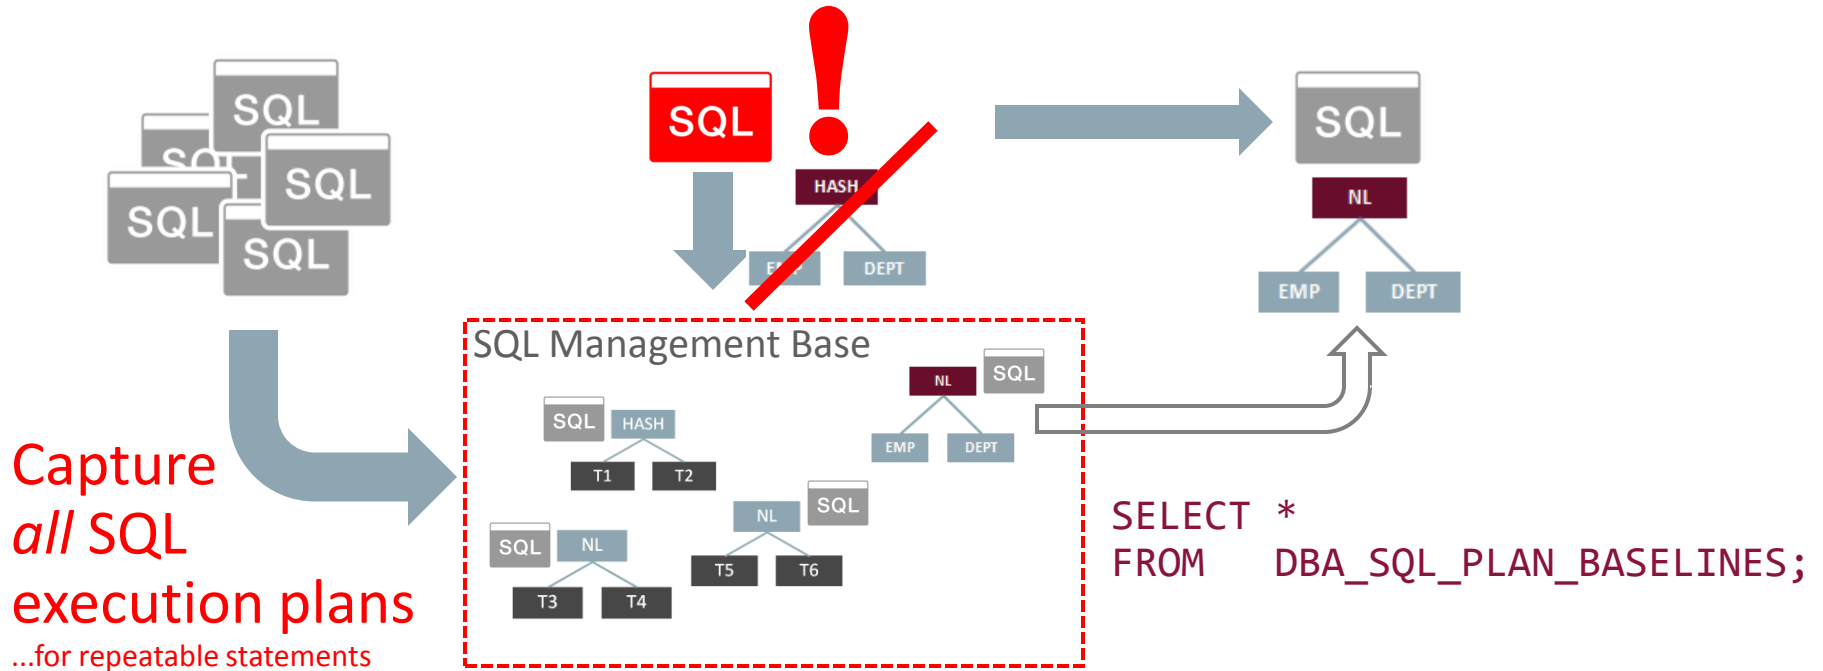 SQL
SQL
SQL
SQL
SQL
SQL
HASH
EMP
DEPT
SQL
NL
EMP
DEPT
SQL Management Base
SQL
HASH
T1
T2
NL
SQL
EMP
DEPT
SQL
NL
T3
T4
NL
SQL
T5
T6
Capture
all SQL
execution plans
...for repeatable statements
SELECT *
FROM DBA_SQL_PLAN_BASELINES;